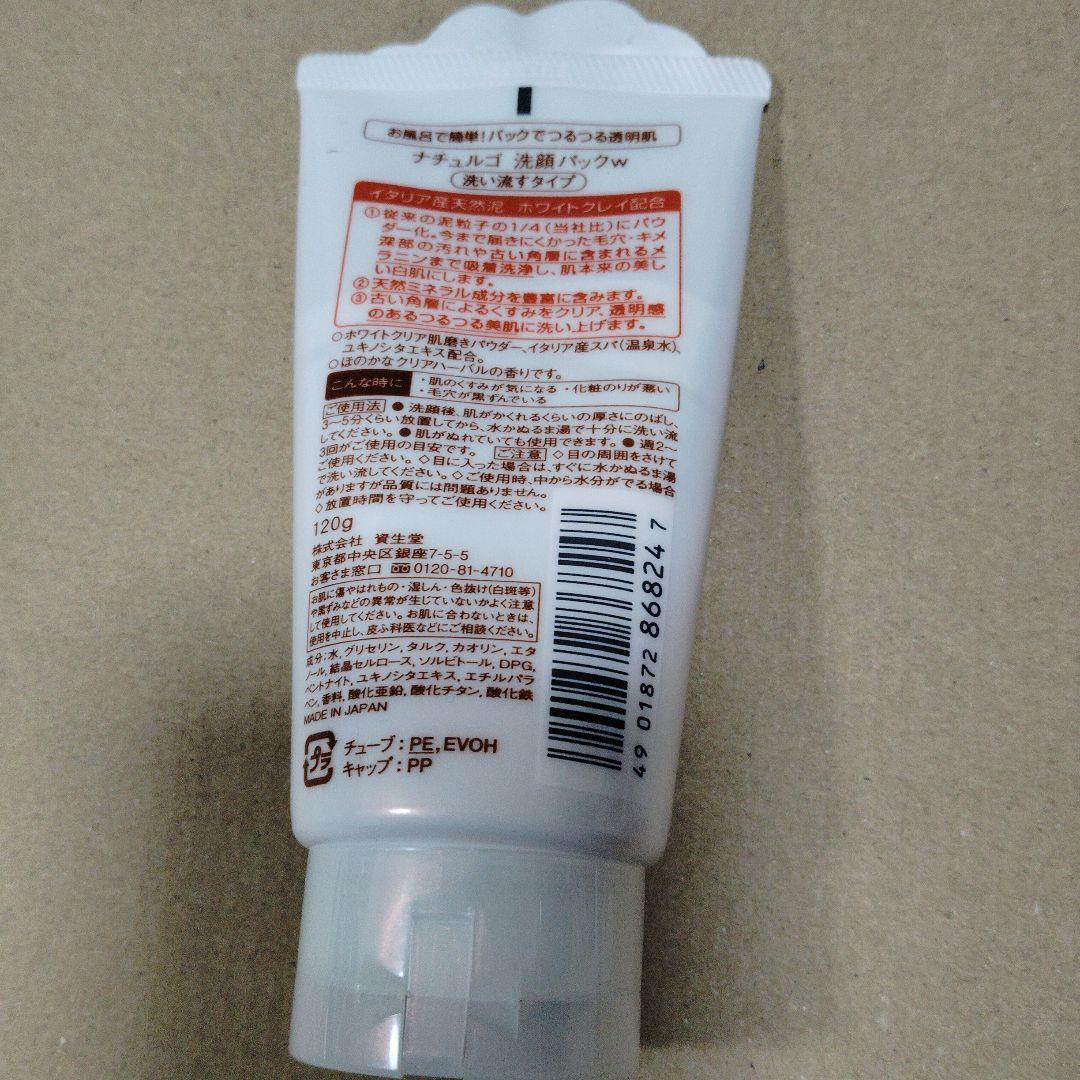 お風呂で簡単!パックでつるつる透明肌
ナチュルゴ 洗顔パックw
洗い流すタイプ
イタリア産天然泥 ホワイトクレイ配合
①従来の泥粒子の1/4(当社比)にパウ
ダー化。今まで届きにくかった毛穴・キメ
深部の汚れや古い角層に含まれるメ
ラニンまで吸着洗浄し、肌本来の美し
い白肌にします。
②天然ミネラル成分を豊富に含みます。
③古い角層によるくすみをクリア、透明感
のあるつるつる美肌に洗い上げます。
○ホワイトクリア肌磨きパウダー、イタリア産スパ(温泉水)、
ユキノシタエキス配合。
○ほのかなクリアハーバルの香りです。
こんな時に ・肌のくすみが気になる ・化粧のりが悪い
・毛穴が黒ずんでいる
ご使用法 ●洗顔後、肌がかくれるくらいの厚さにのばし、
3〜5分くらい放置してから、水かぬるま湯で十分に洗い流
してください。●肌がぬれていても使用できます。●週2〜
3回がご使用の目安です。 ご注意 ◇目の周囲をさけて
ご使用ください。◇目に入った場合は、すぐに水かぬるま湯
で洗い流してください。◇ご使用時、中から水分がでる場合
がありますが品質には問題ありません。
◇放置時間を守ってご使用ください。
120g
株式会社 資生堂
東京都中央区銀座7-5-5
お客さま窓口 0120-81-4710
お肌に傷やはれもの・湿しん・色抜け(白斑等)
や黒ずみなどの異常が生じていないかよく注意
して使用してください。お肌に合わないときは、
使用を中止し、皮ふ科医などにご相談ください。
成分;水,グリセリン,タルク,カオリン,エタ
ノール,結晶セルロース,ソルビトール,DPG,
ベントナイト,ユキノシタエキス,エチルパラ
ベン,香料,酸化亜鉛,酸化チタン,酸化鉄
MADE IN JAPAN
プラ チューブ:PE,EVOH
キャップ:PP
4901872868247